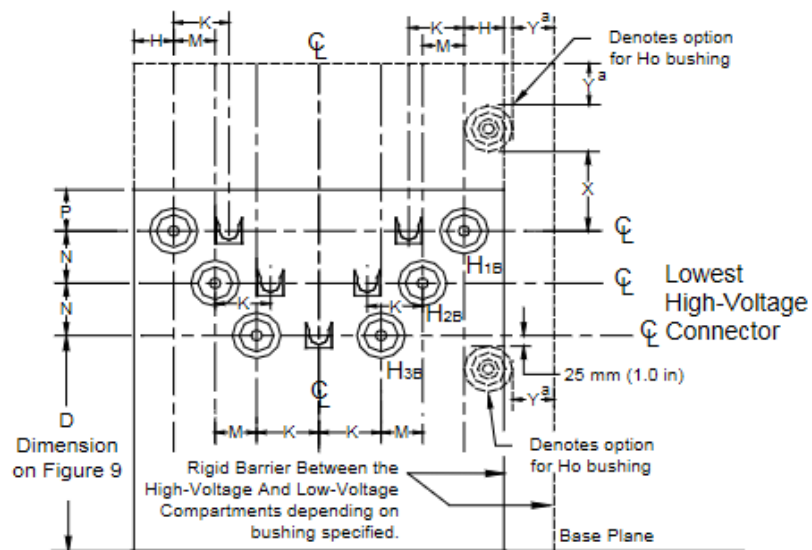 K
K
H
Y a
H
M
M
℄
Denotes option
for Ho bushing
Y a
X
P
℄
H1B
N
℄
Lowest
High-Voltage
Connector
K
K
H2B
N
℄
H3B
25 mm (1.0 in)
℄
Y a
D
Dimension
on Figure 9
M
K
K
M
Denotes option
for Ho bushing
Rigid Barrier Between the
High-Voltage And Low-Voltage
Compartments depending on
bushing specified.
Base Plane